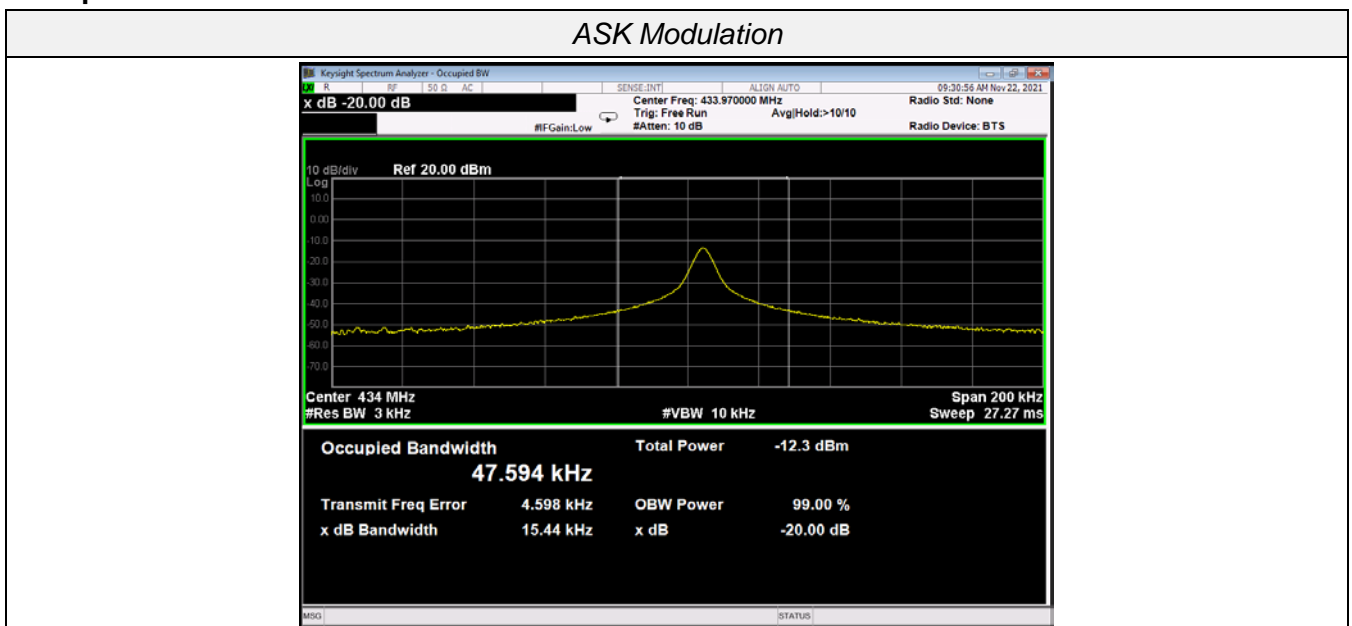 ASK Modulation
Keysight Spectrum Analyzer - Occupied BW
LXI R RF 50 Ω AC SENSE:INT ALIGN AUTO 09:30:56 AM Nov 22, 2021
x dB -20.00 dB
Center Freq: 433.970000 MHz
Radio Std: None
Trig: Free Run Avg|Hold:>10/10
#IFGain:Low #Atten: 10 dB
Radio Device: BTS
10 dB/div Ref 20.00 dBm
Log
10.0
0.00
-10.0
-20.0
-30.0
-40.0
-50.0
-60.0
-70.0
Center 434 MHz Span 200 kHz
#Res BW 3 kHz #VBW 10 kHz Sweep 27.27 ms
Occupied Bandwidth Total Power -12.3 dBm
47.594 kHz
Transmit Freq Error 4.598 kHz OBW Power 99.00 %
x dB Bandwidth 15.44 kHz x dB -20.00 dB
MSG STATUS